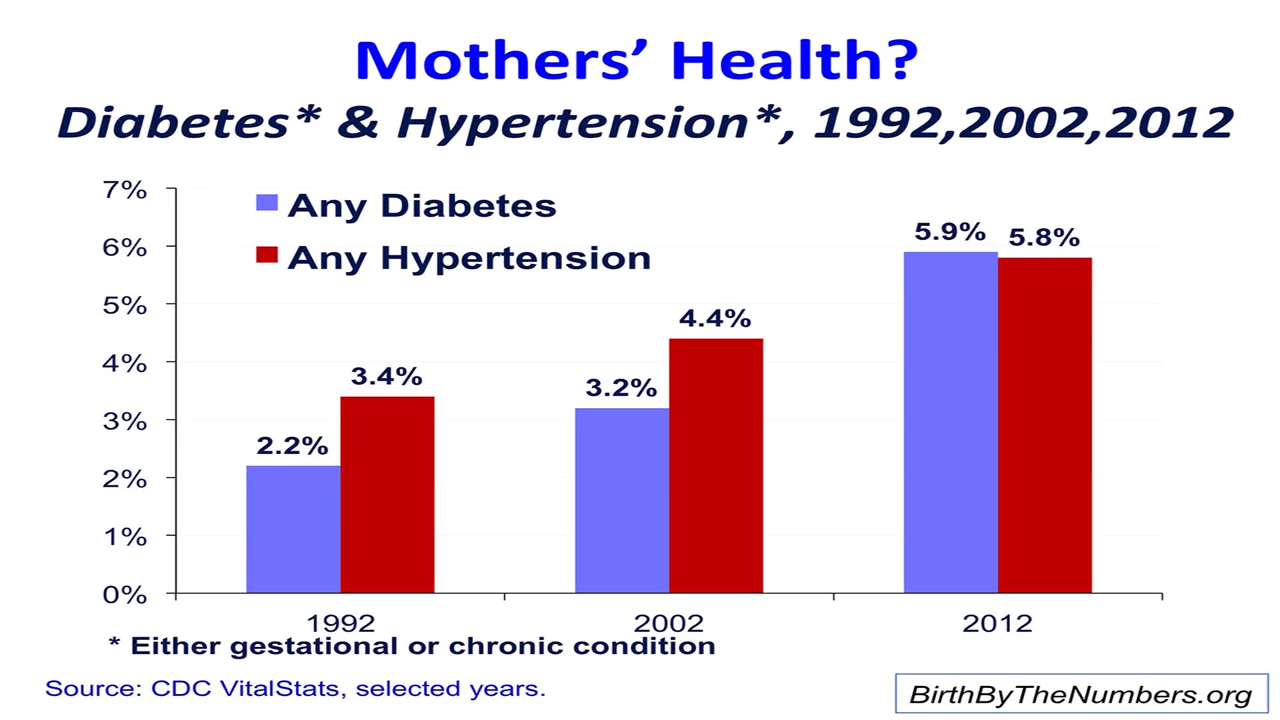 Mothers’ Health?
Diabetes* & Hypertension*, 1992,2002,2012
7%
6%
5%
4%
3%
2%
1%
0%
Any Diabetes
Any Hypertension
2.2%
3.4%
3.2%
4.4%
5.9%
5.8%
1992
2002
2012
* Either gestational or chronic condition
Source: CDC VitalStats, selected years.
BirthByTheNumbers.org